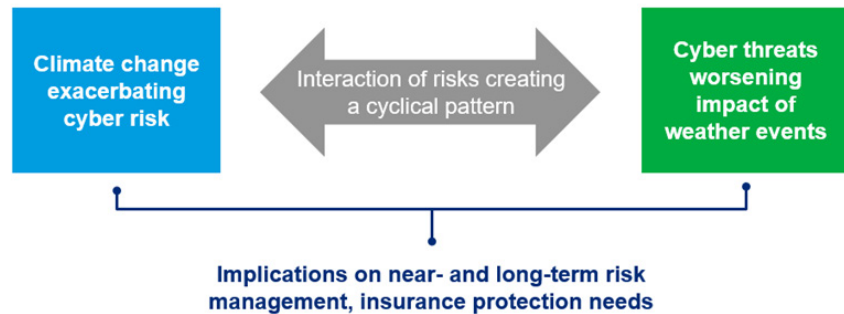 Climate change
exacerbating
cyber risk
Interaction of risks creating
a cyclical pattern
Cyber threats
worsening
impact of
weather events
Implications on near- and long-term risk
management, insurance protection needs